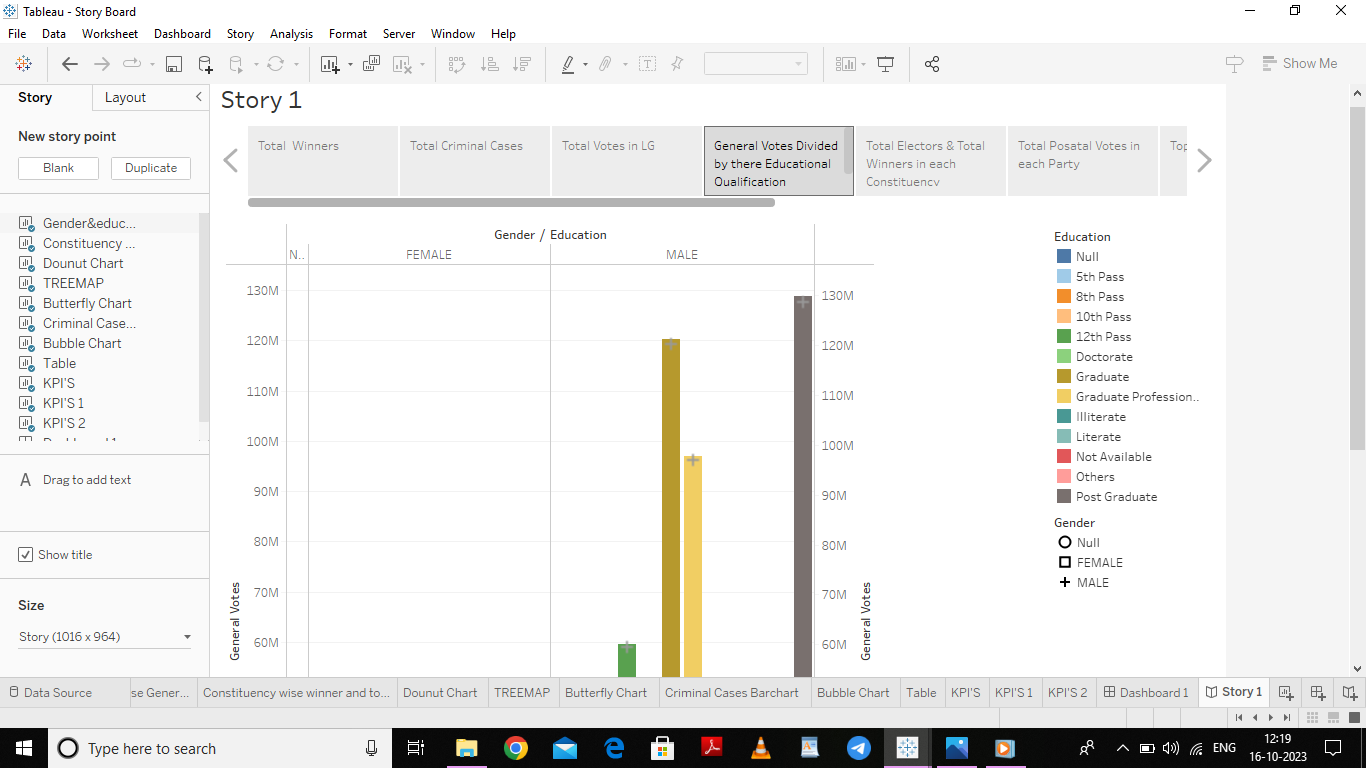 Tableau - Story Board
File Data Worksheet Dashboard Story Analysis Format Server Window Help
Show Me
Story Layout
New story point
Blank Duplicate
Gender&educ...
Constituency ...
Dounut Chart
TREEMAP
Butterfly Chart
Criminal Case...
Bubble Chart
Table
KPI'S
KPI'S 1
KPI'S 2
A Drag to add text
Show title
Size
Story (1016 x 964)
Story 1
Total Winners
Total Criminal Cases
Total Votes in LG
General Votes Divided
by there Educational
Qualification
Total Electors & Total
Winners in each
Constituency
Total Posatal Votes in
each Party
Top
Gender / Education
N.. FEMALE MALE
130M
120M
110M
100M
90M
80M
70M
60M
General Votes
130M
120M
110M
100M
90M
80M
70M
60M
General Votes
Education
Null
5th Pass
8th Pass
10th Pass
12th Pass
Doctorate
Graduate
Graduate Profession..
Illiterate
Literate
Not Available
Others
Post Graduate
Gender
Null
FEMALE
MALE
Data Source se Gener... Constituency wise winner and to... Dounut Chart TREEMAP Butterfly Chart Criminal Cases Barchart Bubble Chart Table KPI'S KPI'S 1 KPI'S 2 Dashboard 1 Story 1
Type here to search
ENG
12:19
16-10-2023